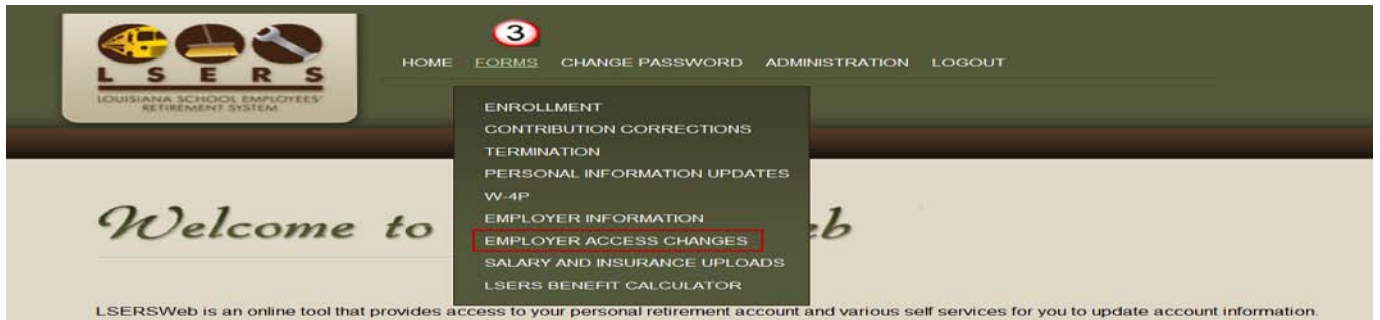 3
L S E R S
LOUISIANA SCHOOL EMPLOYEES'
RETIREMENT SYSTEM
HOME FORMS CHANGE PASSWORD ADMINISTRATION LOGOUT
ENROLLMENT
CONTRIBUTION CORRECTIONS
TERMINATION
PERSONAL INFORMATION UPDATES
W-4P
EMPLOYER INFORMATION
EMPLOYER ACCESS CHANGES
SALARY AND INSURANCE UPLOADS
LSERS BENEFIT CALCULATOR
Welcome to eb
LSERSWeb is an online tool that provides access to your personal retirement account and various self services for you to update account information.